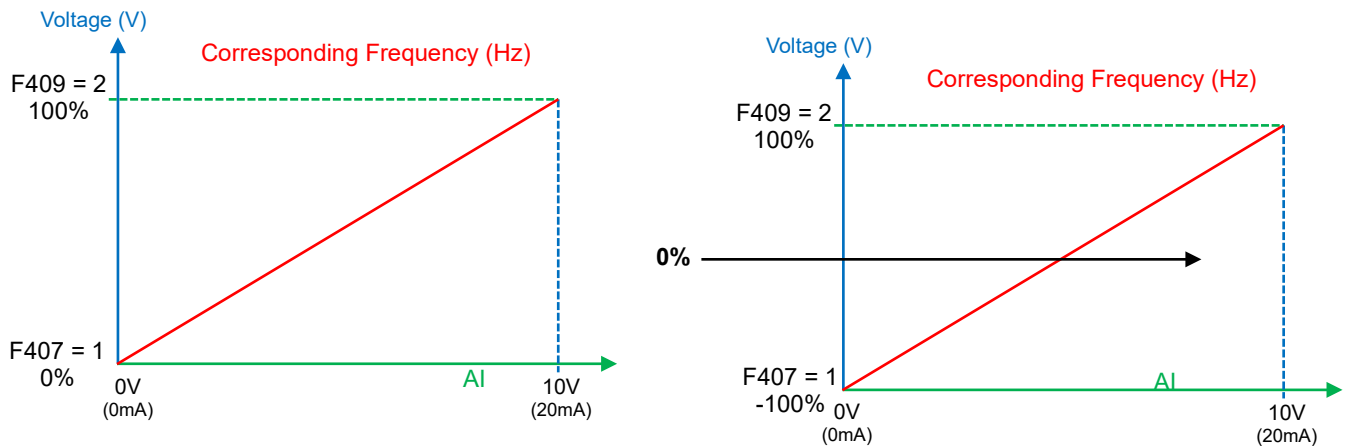 Voltage (V)
Corresponding Frequency (Hz)
F409 = 2
100%
F407 = 1
0%
AI
0V
(0mA)
10V
(20mA)
Voltage (V)
Corresponding Frequency (Hz)
F409 = 2
100%
0%
F407 = 1
-100%
AI
0V
(0mA)
10V
(20mA)